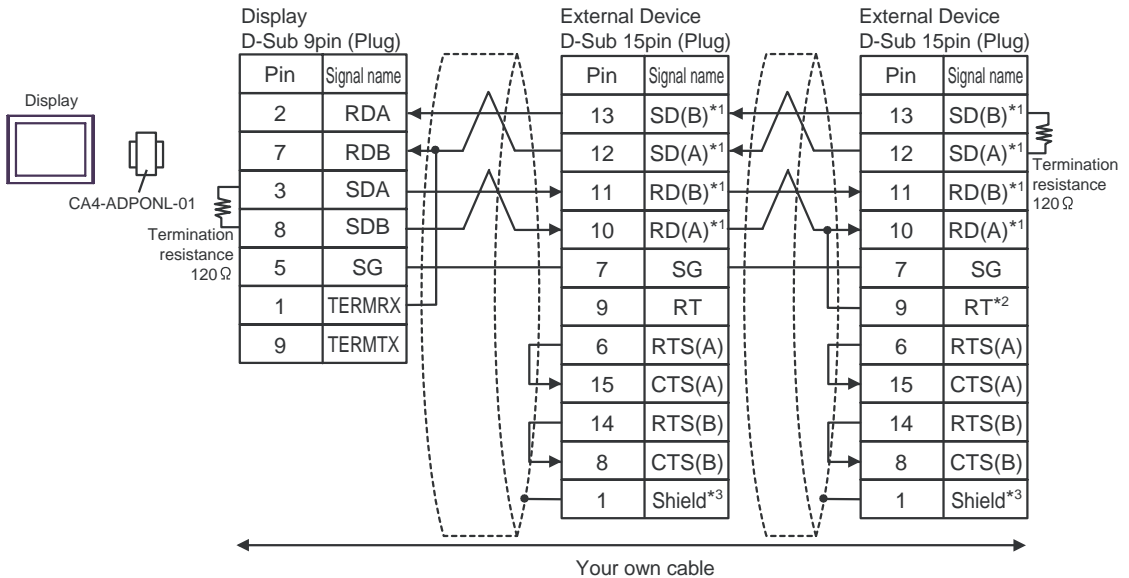 Display
D-Sub 9pin (Plug)
External Device
D-Sub 15pin (Plug)
External Device
D-Sub 15pin (Plug)
Display
CA4-ADPONL-01
Termination
resistance
120Ω
Pin Signal name
2 RDA
7 RDB
3 SDA
8 SDB
5 SG
1 TERMRX
9 TERMTX
Pin Signal name
13 SD(B)*1
12 SD(A)*1
11 RD(B)*1
10 RD(A)*1
7 SG
9 RT
6 RTS(A)
15 CTS(A)
14 RTS(B)
8 CTS(B)
1 Shield*3
Pin Signal name
13 SD(B)*1
12 SD(A)*1
11 RD(B)*1
10 RD(A)*1
7 SG
9 RT*2
6 RTS(A)
15 CTS(A)
14 RTS(B)
8 CTS(B)
1 Shield*3
Termination
resistance
120Ω
Your own cable